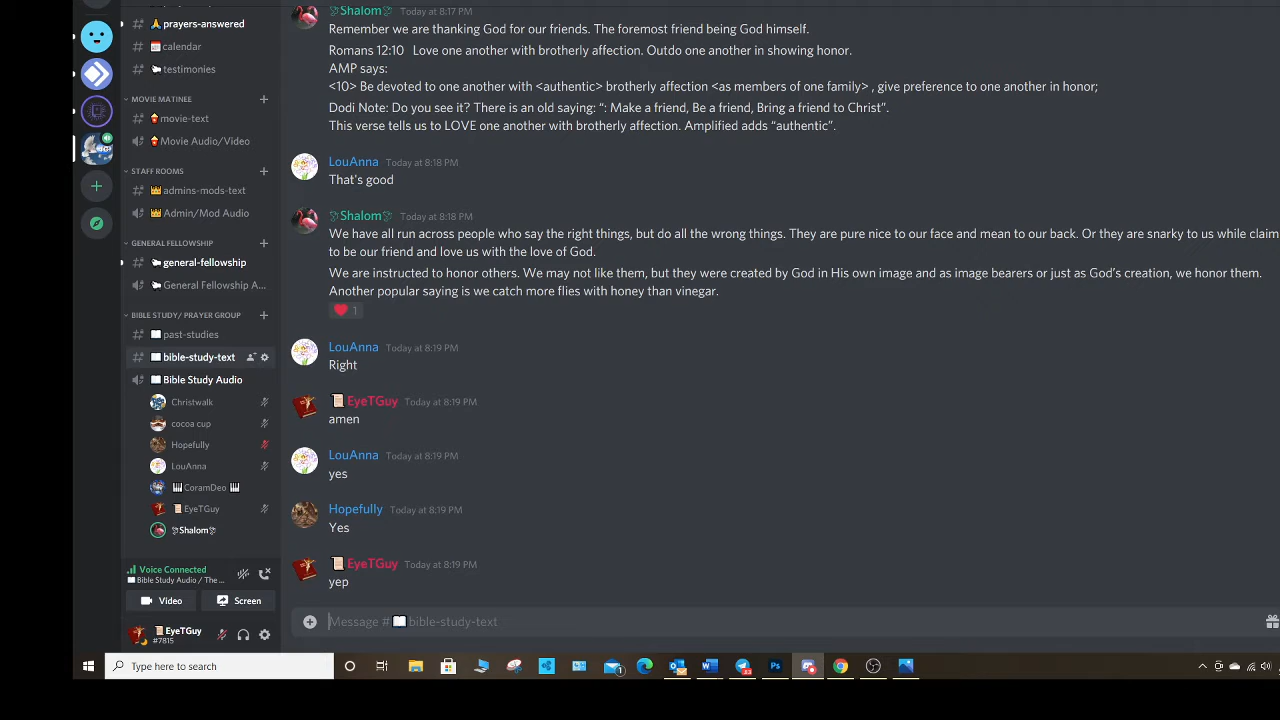 prayers-answered
calendar
testimonies
MOVIE MATINEE
movie-text
Movie Audio/Video
STAFF ROOMS
admins-mods-text
Admin/Mod Audio
GENERAL FELLOWSHIP
general-fellowship
General Fellowship A...
BIBLE STUDY/ PRAYER GROUP
past-studies
bible-study-text
Bible Study Audio
Christwalk
cocoa cup
Hopefully
LouAnna
CoramDeo
EyeTGuy
Shalom
Voice Connected
Bible Study Audio / The ...
Video
Screen
EyeTGuy
#7815
Shalom Today at 8:17 PM
Remember we are thanking God for our friends. The foremost friend being God himself.
Romans 12:10 Love one another with brotherly affection. Outdo one another in showing honor.
AMP says:
<10> Be devoted to one another with <authentic> brotherly affection <as members of one family> , give preference to one another in honor;
Dodi Note: Do you see it? There is an old saying: “: Make a friend, Be a friend, Bring a friend to Christ”.
This verse tells us to LOVE one another with brotherly affection. Amplified adds “authentic”.
LouAnna Today at 8:18 PM
That's good
Shalom Today at 8:18 PM
We have all run across people who say the right things, but do all the wrong things. They are pure nice to our face and mean to our back. Or they are snarky to us while claim
to be our friend and love us with the love of God.
We are instructed to honor others. We may not like them, but they were created by God in His own image and as image bearers or just as God’s creation, we honor them.
Another popular saying is we catch more flies with honey than vinegar.
1
LouAnna Today at 8:19 PM
Right
EyeTGuy Today at 8:19 PM
amen
LouAnna Today at 8:19 PM
yes
Hopefully Today at 8:19 PM
Yes
EyeTGuy Today at 8:19 PM
yep
Message # bible-study-text
Type here to search